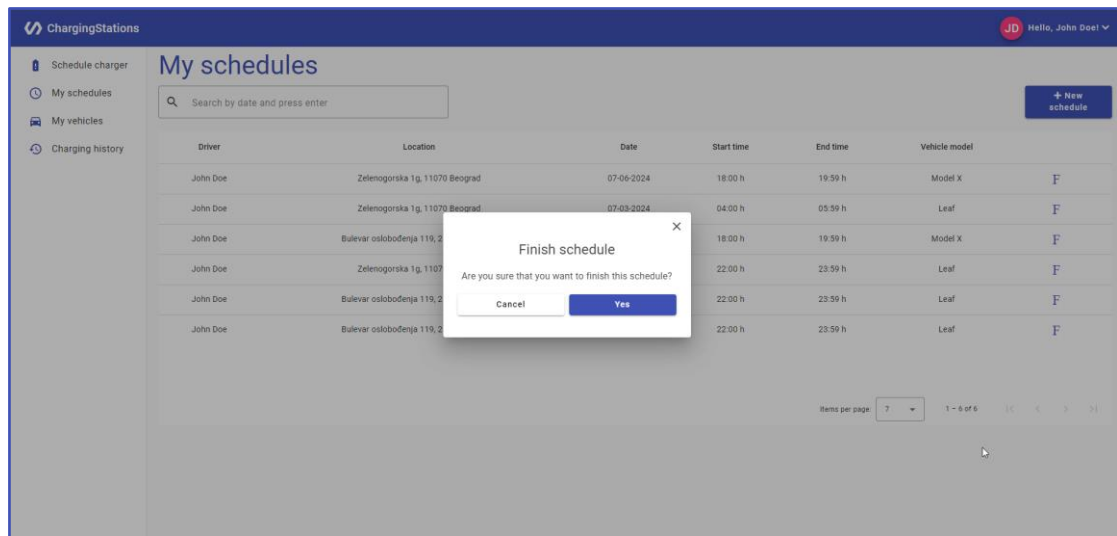 ChargingStations
JD Hello, John Doe!
Schedule charger
My schedules
My vehicles
Charging history
My schedules
Search by date and press enter
+ New
schedule
Driver Location Date Start time End time Vehicle model
John Doe Zelenogorska 1g, 11070 Beograd 07-06-2024 18:00 h 19:59 h Model X F
John Doe Zelenogorska 1g, 11070 Beograd 07-03-2024 04:00 h 05:59 h Leaf F
John Doe Bulevar oslobođenja 119, 2 18:00 h 19:59 h Model X F
John Doe Zelenogorska 1g, 1107 22:00 h 23:59 h Leaf F
John Doe Bulevar oslobođenja 119, 2 22:00 h 23:59 h Leaf F
John Doe Bulevar oslobođenja 119, 2 22:00 h 23:59 h Leaf F
Finish schedule
Are you sure that you want to finish this schedule?
Cancel Yes
Items per page: 7 1 – 6 of 6